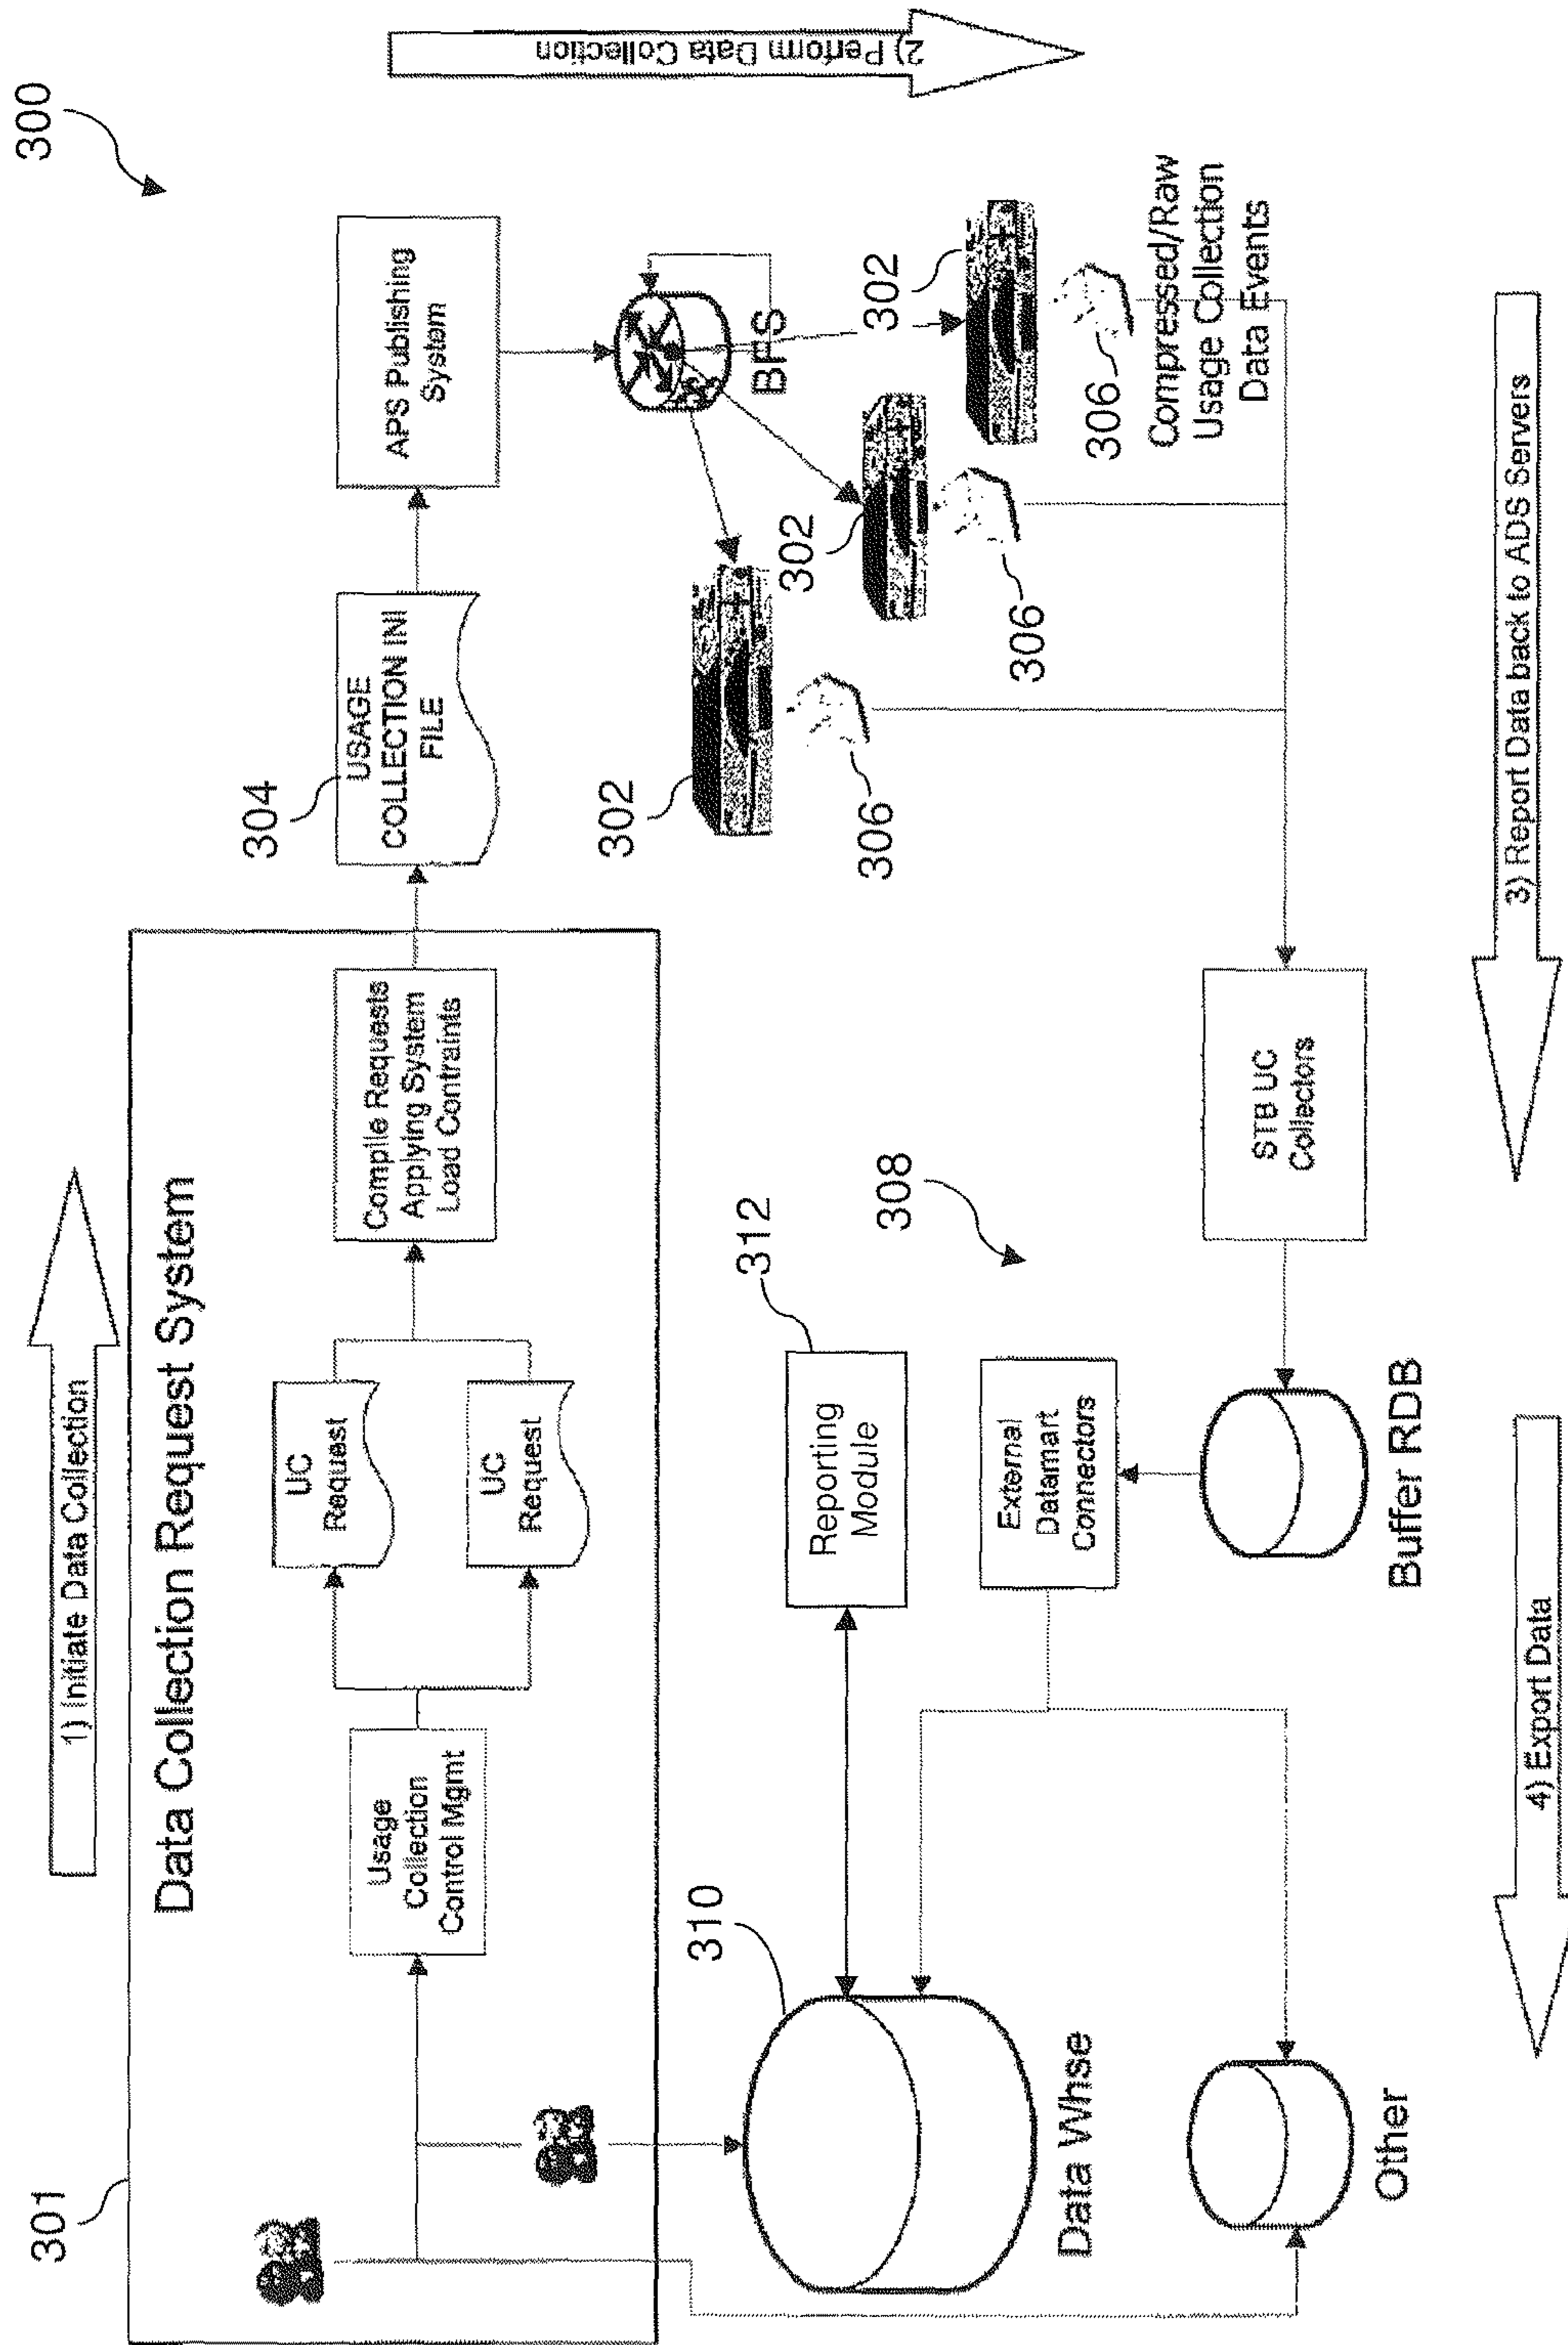 300
1) Initiate Data Collection
301
Data Collection Request System
Usage
Collection
Control Mgmt
UC
Request
UC
Request
Compile Requests
Applying System
Load Contraints
304
USAGE
COLLECTION INI
FILE
APS Publishing
System
2) Perform Data Collection
BFS
302
302
302
306
306
306
Compressed/Raw
Usage Collection
Data Events
310
Data Whse
312
Reporting
Module
308
External
Datamart
Connectors
STB UC
Collectors
Buffer RDB
Other
3) Report Data back to ADS Servers
4) Export Data